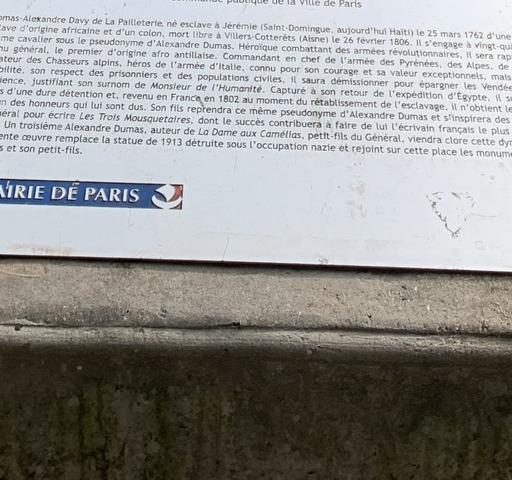 publique de la Ville de Paris
omas-Alexandre Davy de La Pailleterie, né esclave à Jérémie (Saint-Domingue, aujourd'hui Haïti) le 25 mars 1762 d'une
lave d'origine africaine et d'un colon, mort libre à Villers-Cotterêts (Aisne) le 26 février 1806. Il s'engage à vingt-qu
me cavalier sous le pseudonyme d'Alexandre Dumas. Héroïque combattant des armées révolutionnaires, il sera rap
nu général, le premier d'origine afro antillaise. Commandant en chef de l'armée des Pyrénées, des Alpes, de
ateur des Chasseurs alpins, héros de l'armée d'Italie, connu pour son courage et sa valeur exceptionnels, mais
bilité, son respect des prisonniers et des populations civiles, il saura démissionner pour épargner les Vendée
ience, justifiant son surnom de Monsieur de l'Humanité. Capturé à son retour de l'expédition d'Égypte, il s
s d'une dure détention et, revenu en France en 1802 au moment du rétablissement de l'esclavage, il n'obtient le
n des honneurs qui lui sont dus. Son fils reprendra ce même pseudonyme d'Alexandre Dumas et s'inspirera des
néral pour écrire Les Trois Mousquetaires, dont le succès contribuera à faire de lui l'écrivain français le plus
Un troisième Alexandre Dumas, auteur de La Dame aux Camélias, petit-fils du Général, viendra clore cette dyn
ente œuvre remplace la statue de 1913 détruite sous l'occupation nazie et rejoint sur cette place les monume
s et son petit-fils.
AIRIE DE PARIS